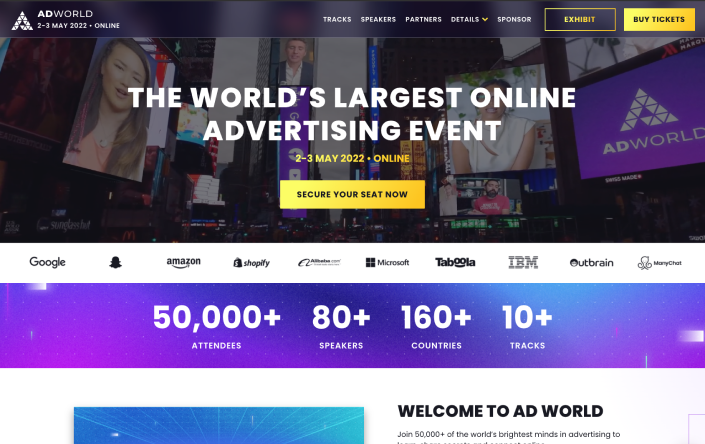 ADWORLD
2–3 MAY 2022 • ONLINE
TRACKS SPEAKERS PARTNERS DETAILS SPONSOR EXHIBIT BUY TICKETS
THE WORLD'S LARGEST ONLINE
ADVERTISING EVENT
2-3 MAY 2022 • ONLINE
SECURE YOUR SEAT NOW
ADWORLD
SWISS MADE
Google amazon shopify Alibaba.com Microsoft Taboola IBM Outbrain ManyChat
50,000+ 80+ 160+ 10+
ATTENDEES SPEAKERS COUNTRIES TRACKS
WELCOME TO AD WORLD
Join 50,000+ of the world's brightest minds in advertising to